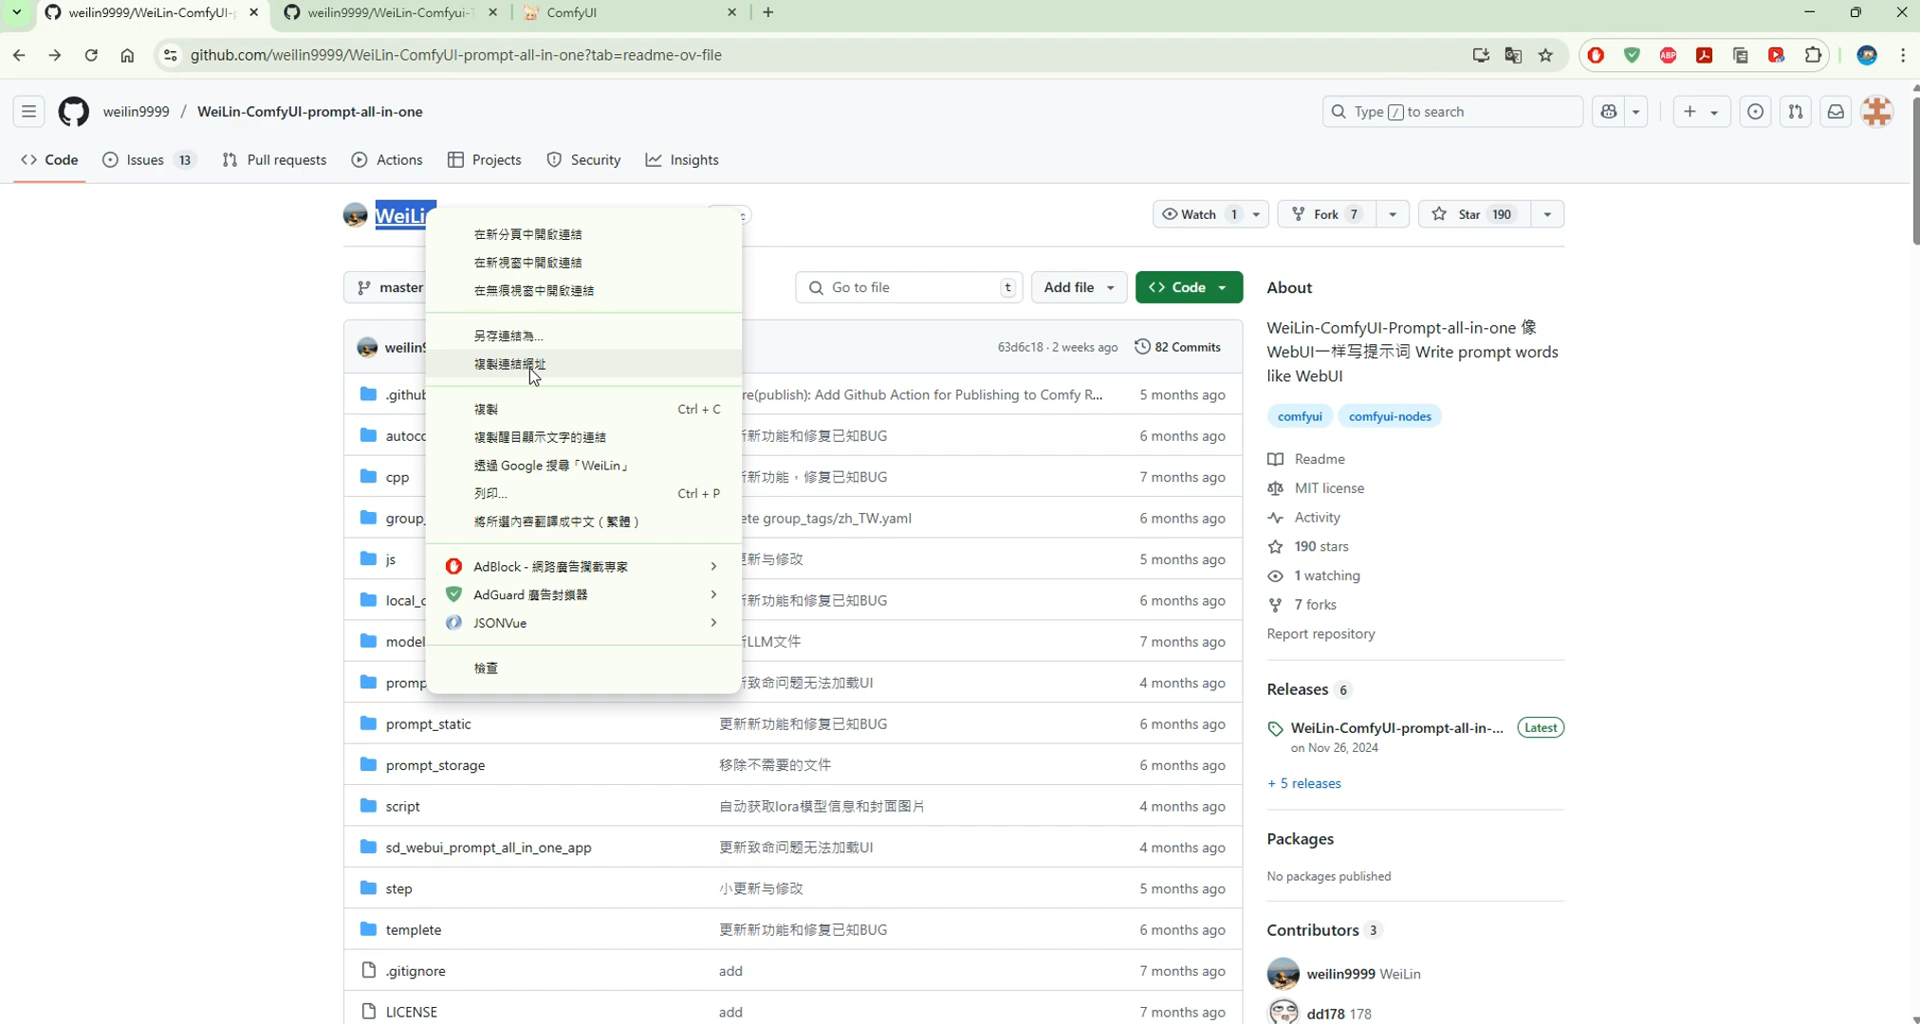 weilin9999/WeiLin-ComfyUI-p
weilin9999/WeiLin-Comfyui-
ComfyUI
github.com/weilin9999/WeiLin-ComfyUI-prompt-all-in-one?tab=readme-ov-file
ABP
weilin9999 / WeiLin-ComfyUI-prompt-all-in-one
Type / to search
Code
Issues 13
Pull requests
Actions
Projects
Security
Insights
WeiLin
Watch 1
Fork 7
Star 190
在新分頁中開啟連結
在新視窗中開啟連結
在無痕視窗中開啟連結
另存連結為...
複製連結網址
複製 Ctrl + C
複製醒目顯示文字的連結
透過 Google 搜尋「WeiLin」
列印... Ctrl + P
將所選內容翻譯成中文 ( 繁體 )
AdBlock - 網路廣告攔截專家
AdGuard 廣告封鎖器
JSONVue
檢查
master
Go to file t
Add file
Code
63d6c18 · 2 weeks ago 82 Commits
.github re(publish): Add Github Action for Publishing to Comfy R... 5 months ago
新功能和修复已知BUG 6 months ago
cpp 新功能，修复已知BUG 7 months ago
group_ ete group_tags/zh_TW.yaml 6 months ago
js 更新与修改 5 months ago
local_ 新功能和修复已知BUG 6 months ago
model LLM文件 7 months ago
promp 致命问题无法加载UI 4 months ago
prompt_static 更新新功能和修复已知BUG 6 months ago
prompt_storage 移除不需要的文件 6 months ago
script 自动获取lora模型信息和封面图片 4 months ago
sd_webui_prompt_all_in_one_app 更新致命问题无法加载UI 4 months ago
step 小更新与修改 5 months ago
templete 更新新功能和修复已知BUG 6 months ago
.gitignore add 7 months ago
LICENSE add 7 months ago
About
WeiLin-ComfyUI-Prompt-all-in-one 像
WebUI一样写提示词 Write prompt words
like WebUI
comfyui comfyui-nodes
Readme
MIT license
Activity
190 stars
1 watching
7 forks
Report repository
Releases 6
WeiLin-ComfyUI-prompt-all-in-... Latest
on Nov 26, 2024
+ 5 releases
Packages
No packages published
Contributors 3
weilin9999 WeiLin
dd178 178